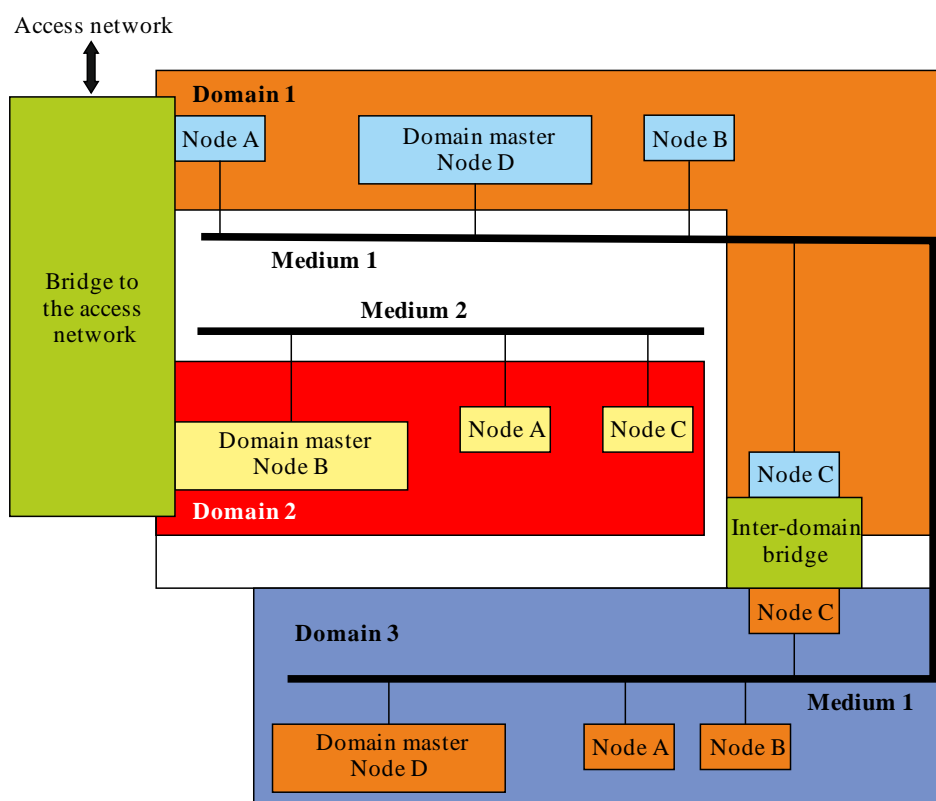 Access network
Domain 1
Node A
Domain master
Node D
Node B
Medium 1
Bridge to
the access
network
Medium 2
Domain master
Node B
Node A
Node C
Domain 2
Node C
Inter-domain
bridge
Node C
Domain 3
Medium 1
Domain master
Node D
Node A
Node B